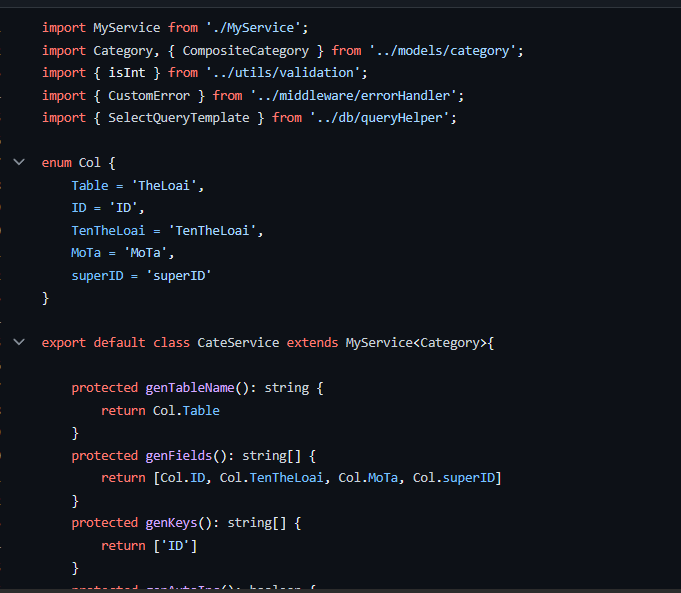 import MyService from './MyService';
import Category, { CompositeCategory } from '../models/category';
import { isInt } from '../utils/validation';
import { CustomError } from '../middleware/errorHandler';
import { SelectQueryTemplate } from '../db/queryHelper';
enum Col {
Table = 'TheLoai',
ID = 'ID',
TenTheLoai = 'TenTheLoai',
MoTa = 'MoTa',
superID = 'superID'
}
export default class CateService extends MyService<Category>{
protected genTableName(): string {
return Col.Table
}
protected genFields(): string[] {
return [Col.ID, Col.TenTheLoai, Col.MoTa, Col.superID]
}
protected genKeys(): string[] {
return ['ID']
}